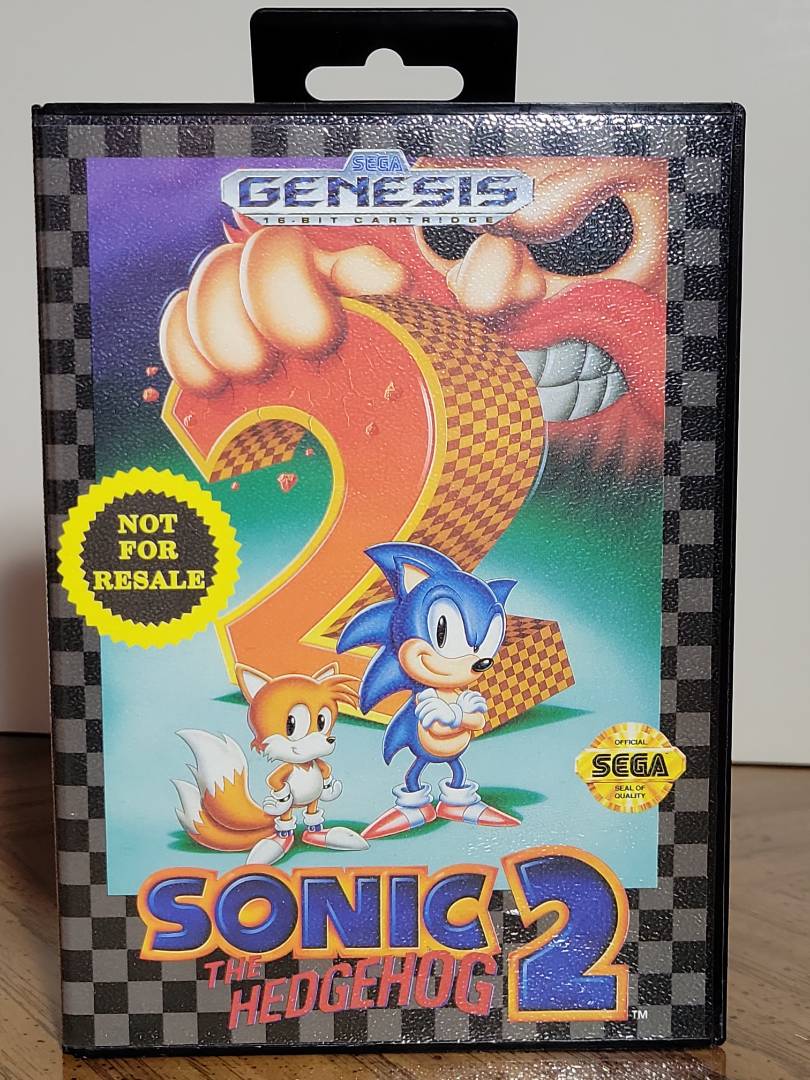 SEGA
GENESIS
16-BIT CARTRIDGE
NOT
FOR
RESALE
OFFICIAL
SEGA
SEAL OF
QUALITY
SONIC
THE
HEDGEHOG
2
™